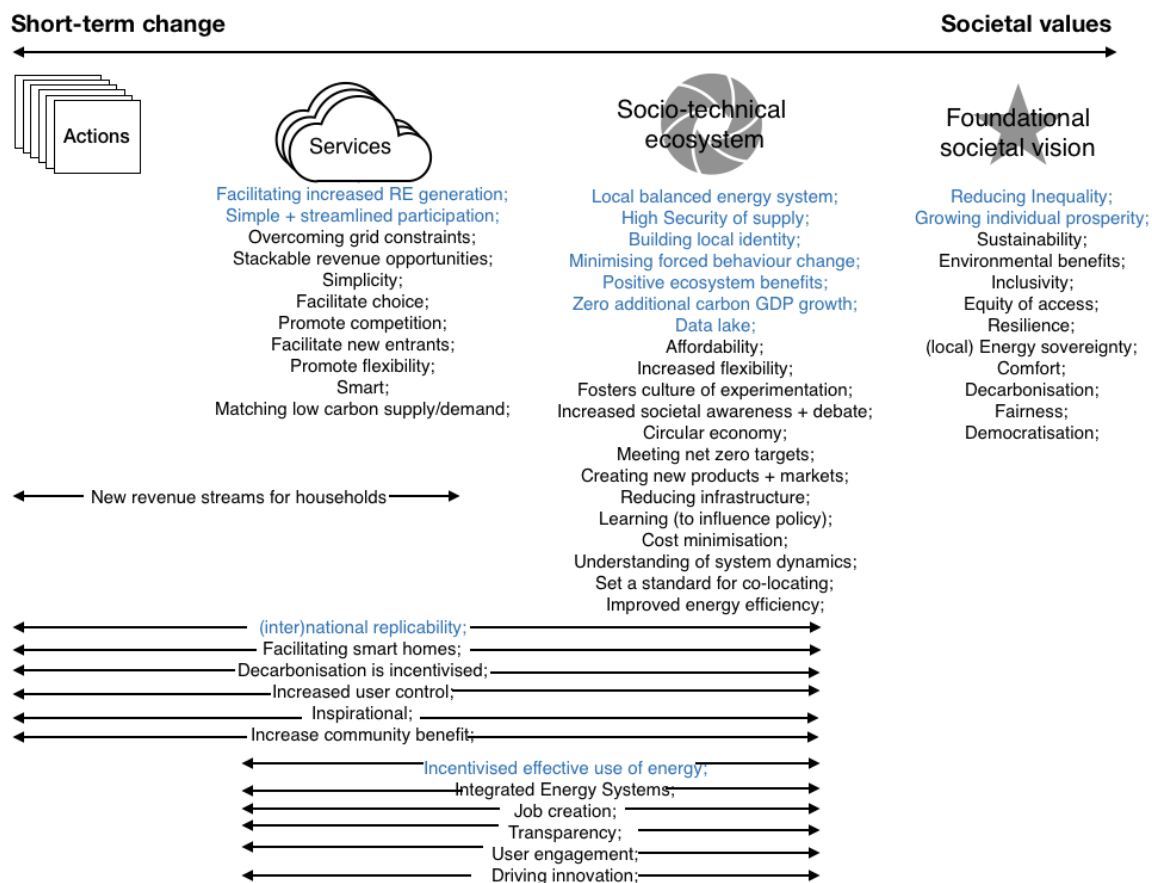 Short-term change
Societal values
Actions
Services
Socio-technical
ecosystem
Foundational
societal vision
Facilitating increased RE generation;
Simple + streamlined participation;
Overcoming grid constraints;
Stackable revenue opportunities;
Simplicity;
Facilitate choice;
Promote competition;
Facilitate new entrants;
Promote flexibility;
Smart;
Matching low carbon supply/demand;
Local balanced energy system;
High Security of supply;
Building local identity;
Minimising forced behaviour change;
Positive ecosystem benefits;
Zero additional carbon GDP growth;
Data lake;
Affordability;
Increased flexibility;
Fosters culture of experimentation;
Increased societal awareness + debate;
Circular economy;
Meeting net zero targets;
Creating new products + markets;
Reducing infrastructure;
Learning (to influence policy);
Cost minimisation;
Understanding of system dynamics;
Set a standard for co-locating;
Improved energy efficiency;
Reducing Inequality;
Growing individual prosperity;
Sustainability;
Environmental benefits;
Inclusivity;
Equity of access;
Resilience;
(local) Energy sovereignty;
Comfort;
Decarbonisation;
Fairness;
Democratisation;
New revenue streams for households
(inter)national replicability;
Facilitating smart homes;
Decarbonisation is incentivised;
Increased user control;
Inspirational;
Increase community benefit;
Incentivised effective use of energy;
Integrated Energy Systems;
Job creation;
Transparency;
User engagement;
Driving innovation;